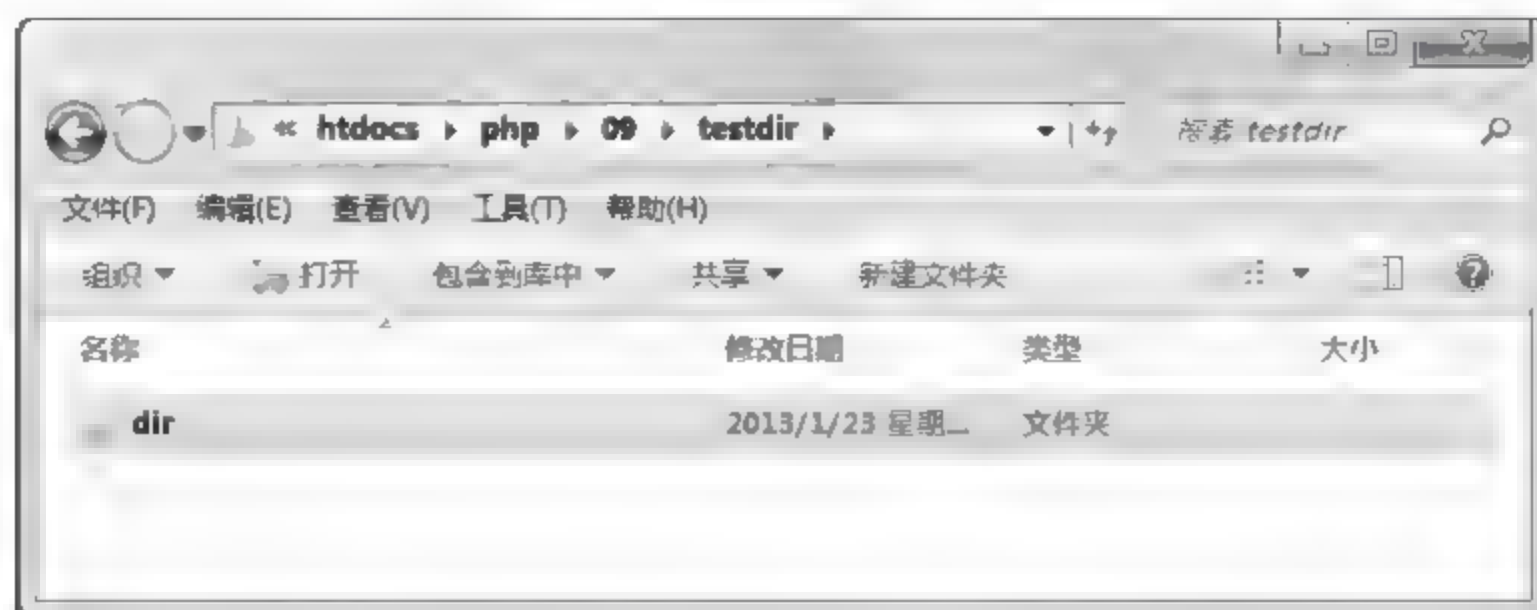 « htdocs ▸ php ▸ 09 ▸ testdir ▸ 搜索 testdir
文件(F) 编辑(E) 查看(V) 工具(T) 帮助(H)
组织 打开 包含到库中 共享 新建文件夹
名称 修改日期 类型 大小
dir 2013/1/23 星期... 文件夹